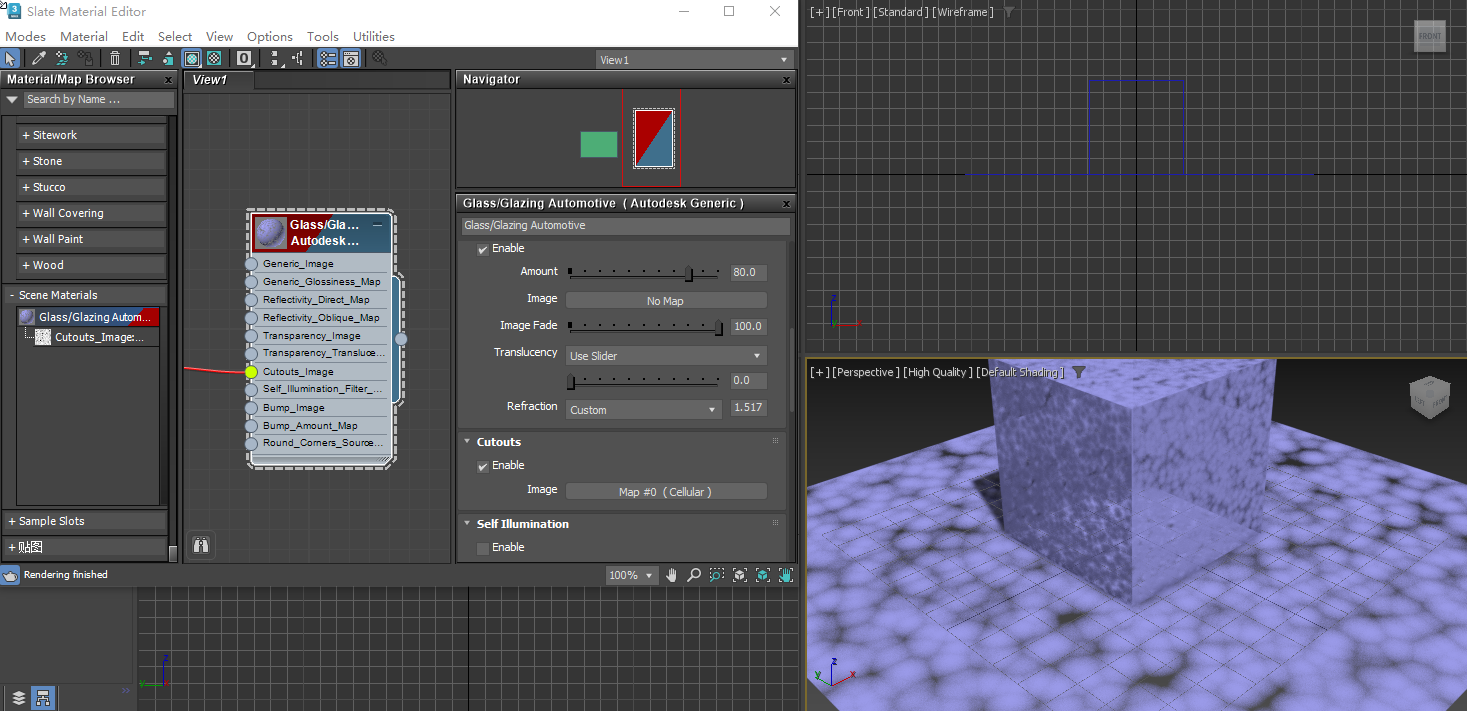 Slate Material Editor
Modes Material Edit Select View Options Tools Utilities
View1
Material/Map Browser
Search by Name ...
+ Sitework
+ Stone
+ Stucco
+ Wall Covering
+ Wall Paint
+ Wood
- Scene Materials
Glass/Glazing Autom...
Cutouts_Image:...
+ Sample Slots
+ 贴图
Rendering finished
View1
Glass/Gla...
Autodesk...
Generic_Image
Generic_Glossiness_Map
Reflectivity_Direct_Map
Reflectivity_Oblique_Map
Transparency_Image
Transparency_Transluce...
Cutouts_Image
Self_Illumination_Filter_...
Bump_Image
Bump_Amount_Map
Round_Corners_Source...
Navigator
Glass/Glazing Automotive ( Autodesk Generic )
Glass/Glazing Automotive
Enable
Amount 80.0
Image No Map
Image Fade 100.0
Translucency Use Slider
0.0
Refraction Custom 1.517
Cutouts
Enable
Image Map #0 ( Cellular )
Self Illumination
Enable
100%
z
y x
[+] [Front ] [Standard ] [Wireframe ]
FRONT
z
y x
[+] [Perspective ] [High Quality ] [Default Shading ]
z
y x